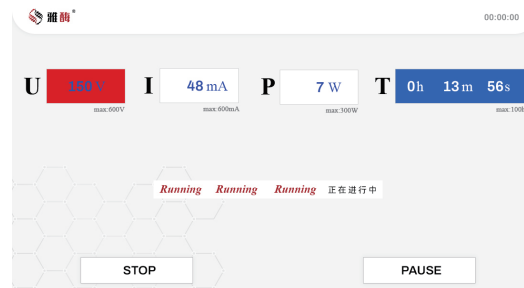 雅酶®
00:00:00
U 150 V I 48 mA P 7 W T 0h 13m 56s
max:600V max:600mA max:300W max:100h
Running Running Running 正在进行中
STOP PAUSE